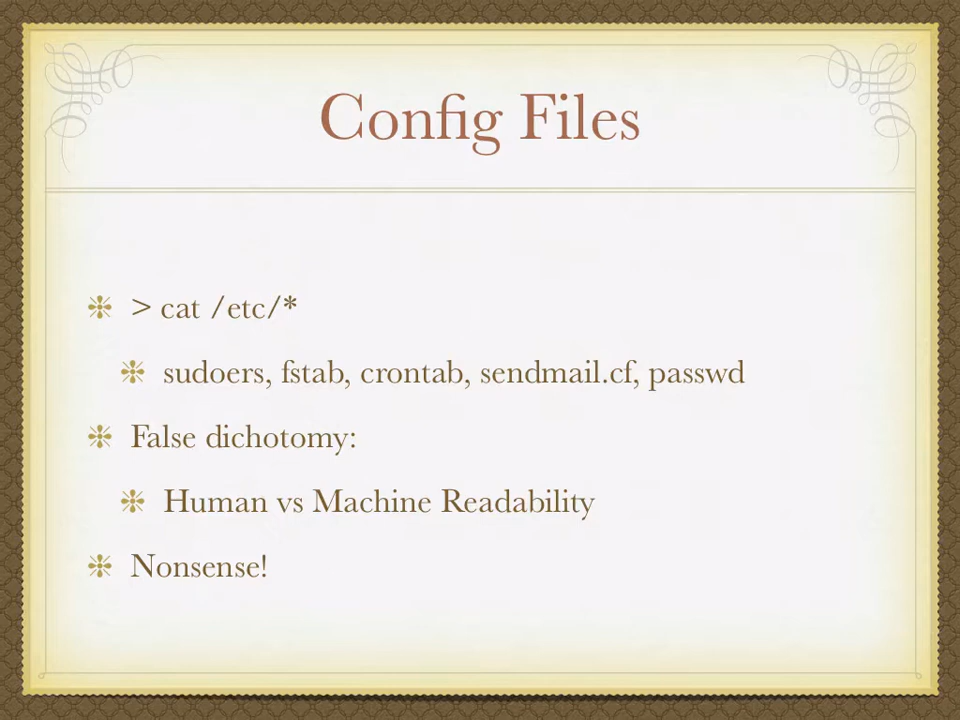 Config Files
> cat /etc/*
sudoers, fstab, crontab, sendmail.cf, passwd
False dichotomy:
Human vs Machine Readability
Nonsense!